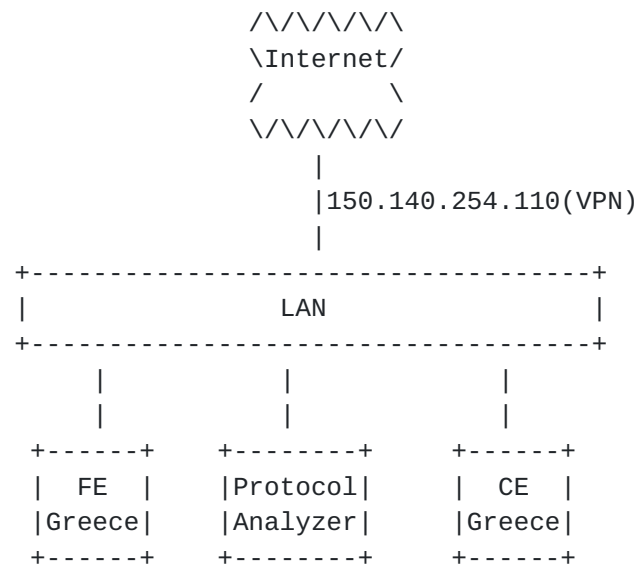 Internet
150.140.254.110(VPN)
LAN
FE Protocol CE
Greece Analyzer Greece